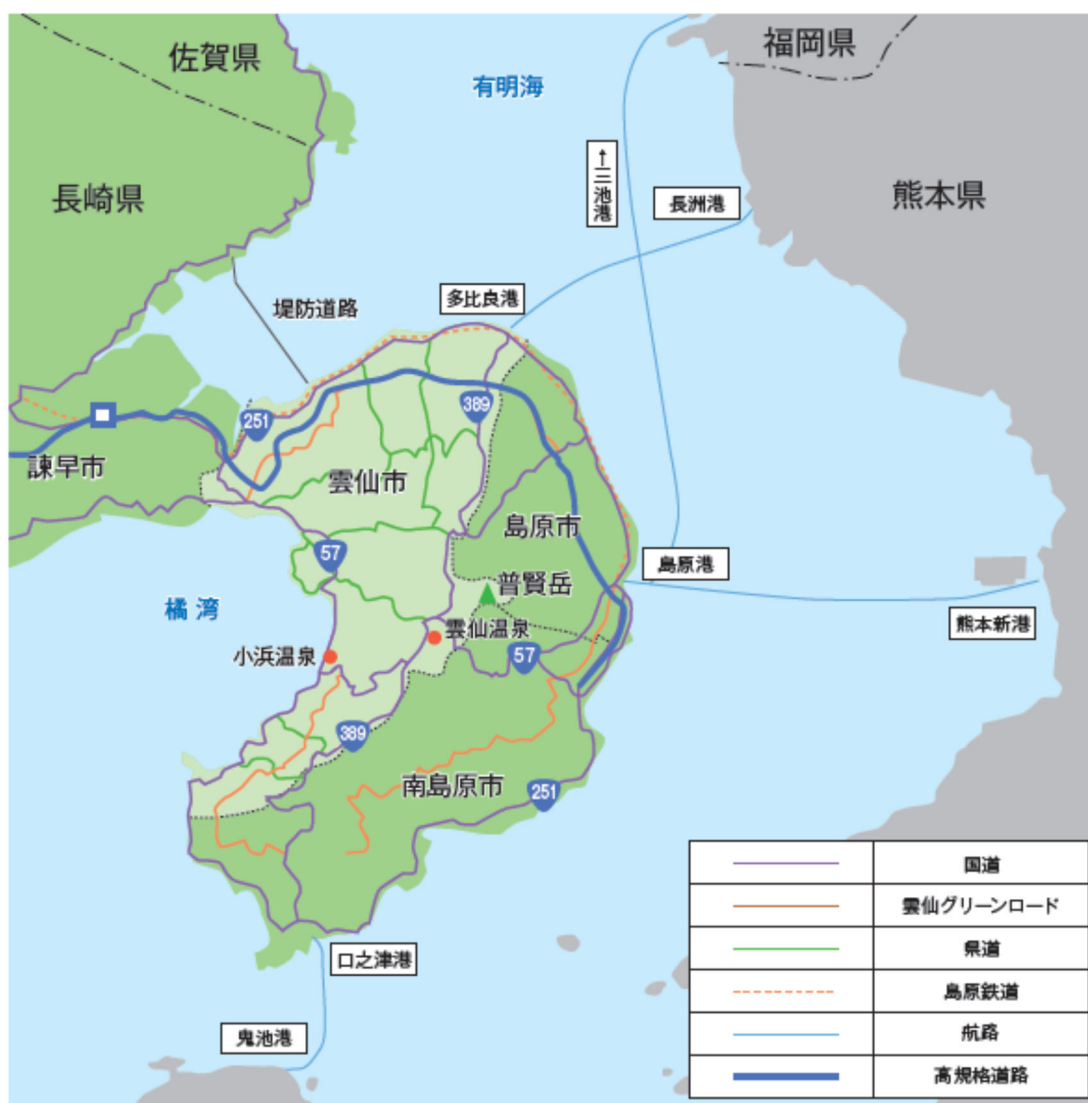 佐賀県
福岡県
有明海
長崎県
↑三池港
長洲港
熊本県
堤防道路
多比良港
251
389
諫早市
雲仙市
島原市
57
島原港
普賢岳
橘湾
雲仙温泉
熊本新港
小浜温泉
57
389
南島原市
251
国道
雲仙グリーンロード
口之津港
県道
島原鉄道
鬼池港
航路
高規格道路